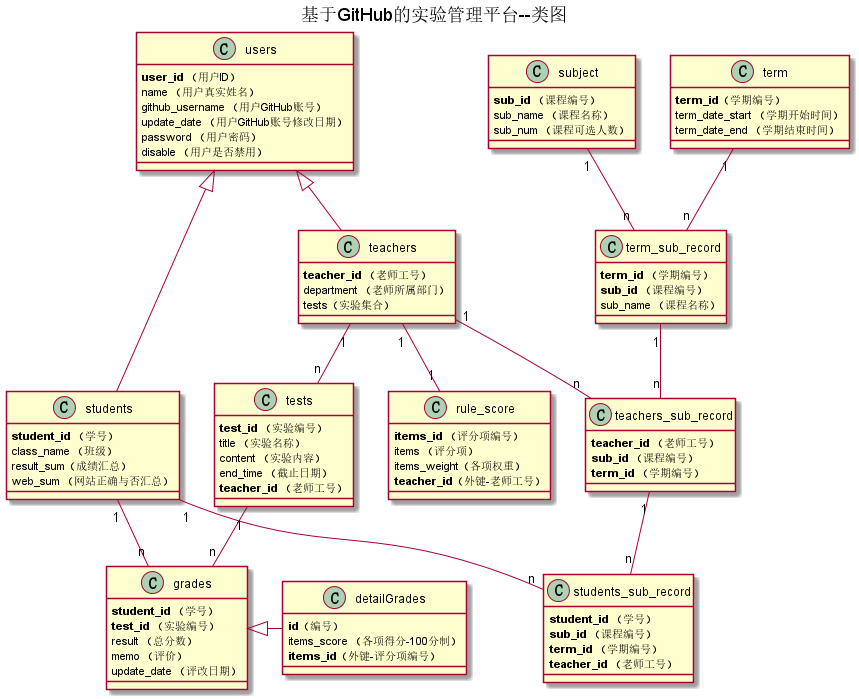 基于GitHub的实验管理平台--类图
C users
user_id （用户ID）
name （用户真实姓名）
github_username （用户GitHub账号）
update_date （用户GitHub账号修改日期）
password （用户密码）
disable （用户是否禁用）
C subject
sub_id （课程编号）
sub_name （课程名称）
sub_num （课程可选人数）
C term
term_id（学期编号）
term_date_start （学期开始时间）
term_date_end （学期结束时间）
1
1
n
n
C teachers
teacher_id （老师工号）
department （老师所属部门）
tests（实验集合）
C term_sub_record
term_id（学期编号）
sub_id （课程编号）
sub_name （课程名称）
1
1
1
1
n
1
n
n
C students
student_id （学号）
class_name （班级）
result_sum（成绩汇总）
web_sum （网站正确与否汇总）
C tests
test_id （实验编号）
title （实验名称）
content （实验内容）
end_time （截止日期）
teacher_id （老师工号）
C rule_score
items_id （评分项编号）
items （评分项）
items_weight（各项权重）
teacher_id（外键-老师工号）
C teachers_sub_record
teacher_id （老师工号）
sub_id （课程编号）
term_id （学期编号）
1
1
1
1
n
n
n
n
C grades
student_id （学号）
test_id （实验编号）
result （总分数）
memo （评价）
update_date （评改日期）
C detailGrades
id（编号）
items_score （各项得分-100分制）
items_id（外键-评分项编号）
C students_sub_record
student_id （学号）
sub_id （课程编号）
term_id （学期编号）
teacher_id （老师工号）